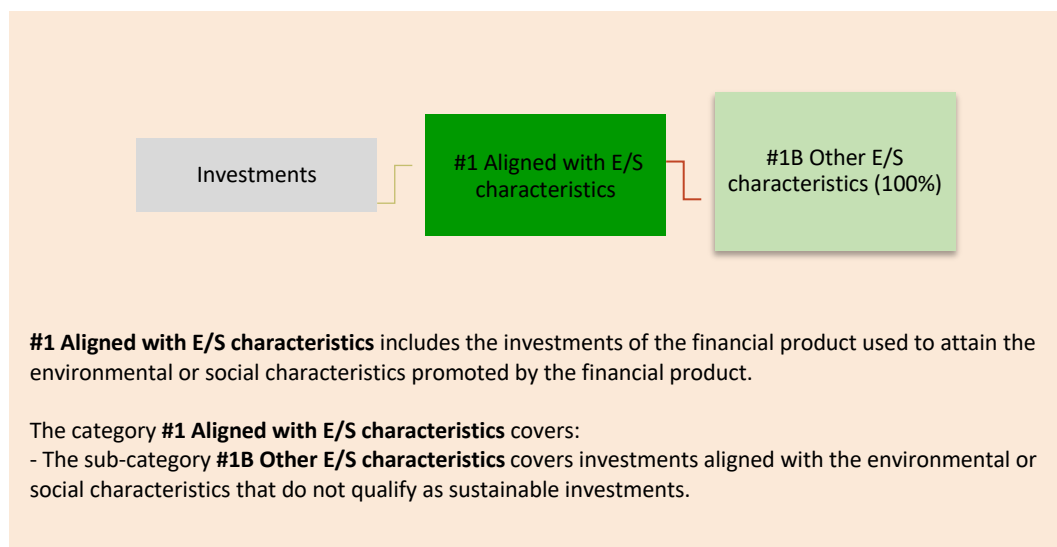 Investments
#1 Aligned with E/S
characteristics
#1B Other E/S
characteristics (100%)
#1 Aligned with E/S characteristics includes the investments of the financial product used to attain the
environmental or social characteristics promoted by the financial product.
The category #1 Aligned with E/S characteristics covers:
- The sub-category #1B Other E/S characteristics covers investments aligned with the environmental or
social characteristics that do not qualify as sustainable investments.